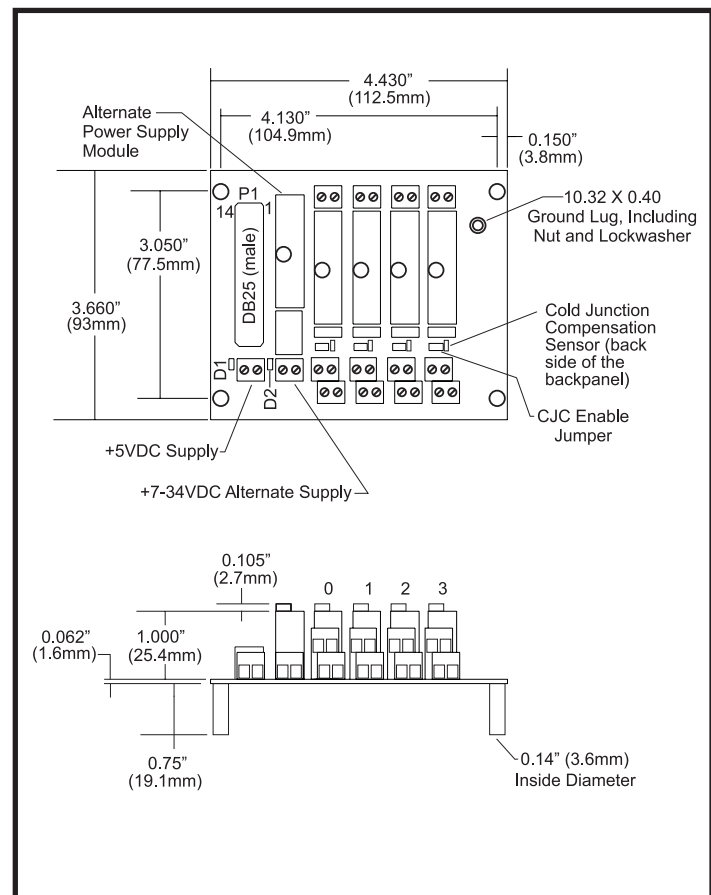 4.430”
(112.5mm)
Alternate
Power Supply
Module
4.130”
(104.9mm)
0.150”
(3.8mm)
P1
14
1
10.32 X 0.40
Ground Lug, Including
Nut and Lockwasher
3.050”
(77.5mm)
DB25 (male)
3.660”
(93mm)
Cold Junction
Compensation
Sensor (back
side of the
backpanel)
D1
D2
CJC Enable
Jumper
+5VDC Supply
+7-34VDC Alternate Supply
0.105”
(2.7mm)
0 1 2 3
0.062”
(1.6mm)
1.000”
(25.4mm)
0.75”
(19.1mm)
0.14” (3.6mm)
Inside Diameter